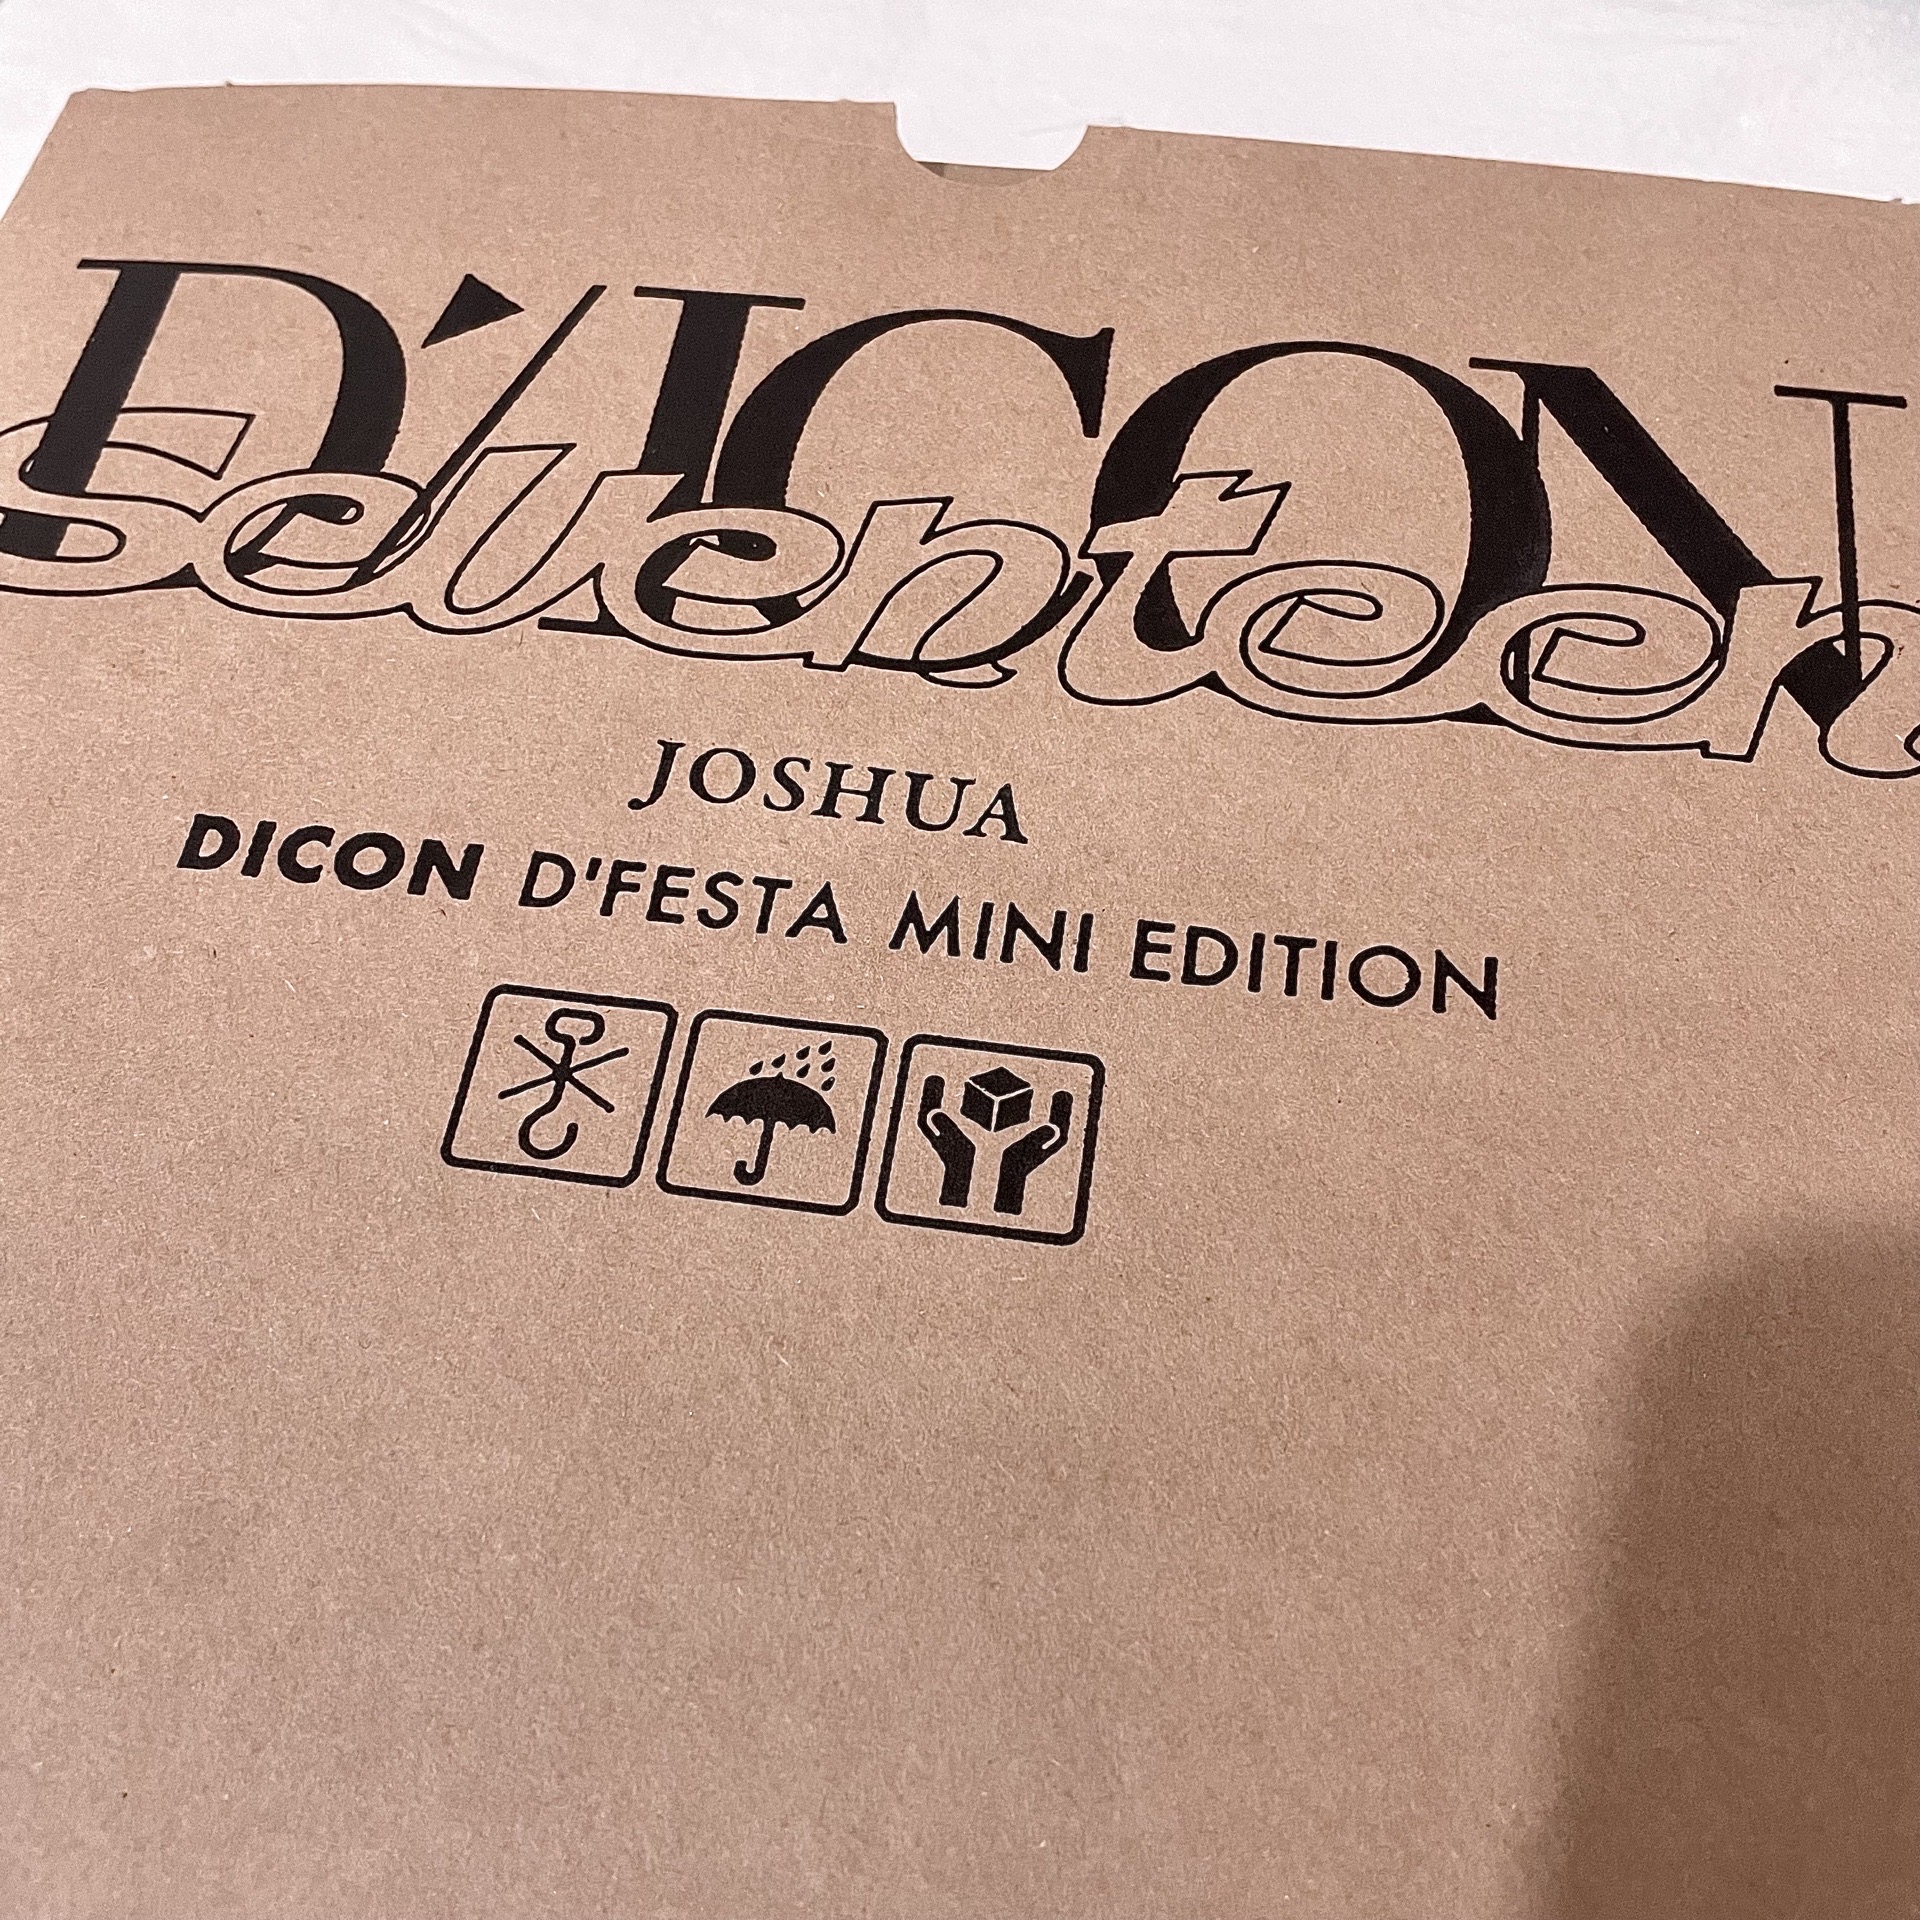 D'ICON
Seventeen
JOSHUA
DICON D'FESTA MINI EDITION